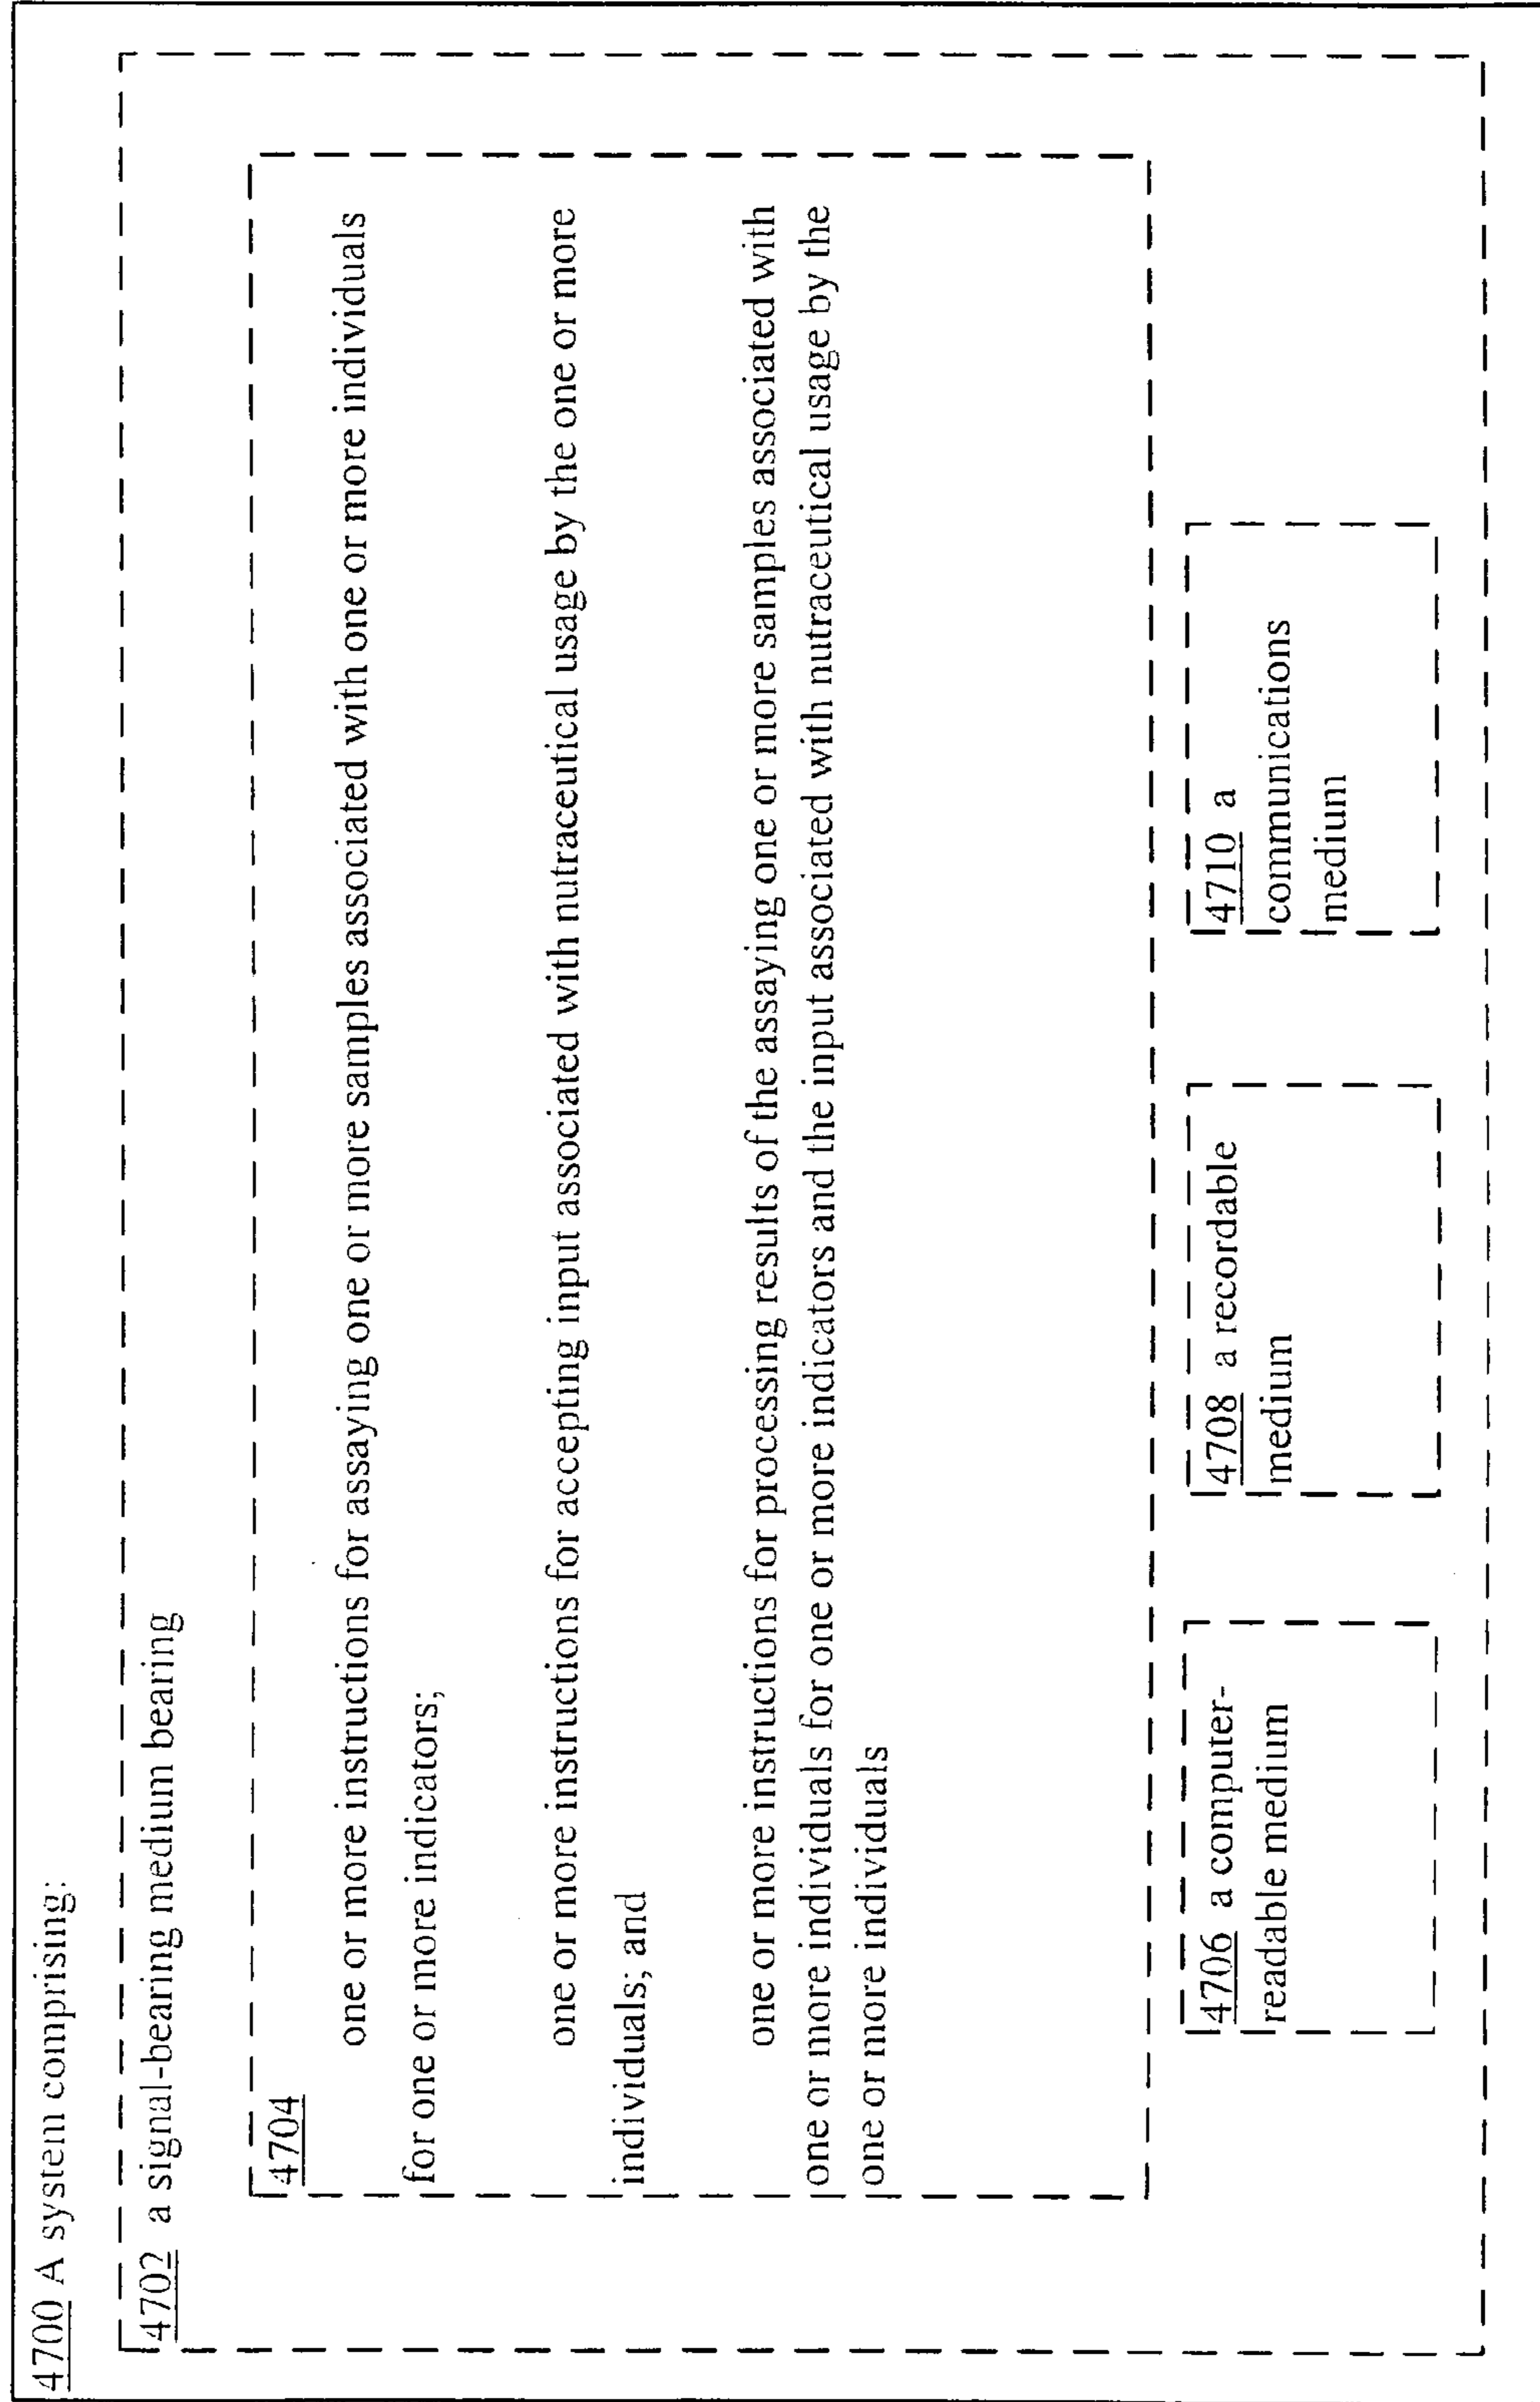 4700 A system comprising:
4702 a signal-bearing medium bearing
4704
one or more instructions for assaying one or more samples associated with one or more individuals
for one or more indicators;
one or more instructions for accepting input associated with nutraceutical usage by the one or more
individuals; and
one or more instructions for processing results of the assaying one or more samples associated with
one or more individuals for one or more indicators and the input associated with nutraceutical usage by the
one or more individuals
4706 a computer-
readable medium
4708 a recordable
medium
4710 a
communications
medium